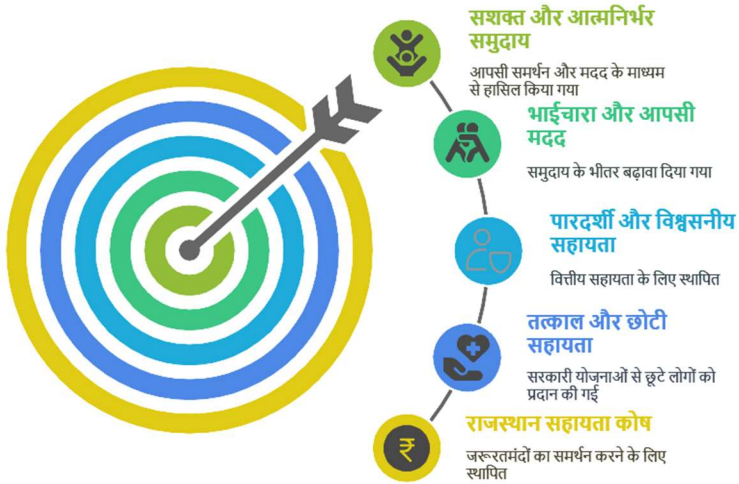 सशक्त और आत्मनिर्भर
समुदाय
आपसी समर्थन और मदद के माध्यम
से हासिल किया गया
भाईचारा और आपसी
मदद
समुदाय के भीतर बढ़ावा दिया गया
पारदर्शी और विश्वसनीय
सहायता
वित्तीय सहायता के लिए स्थापित
तत्काल और छोटी
सहायता
सरकारी योजनाओं से छूटे लोगों को
प्रदान की गई
₹
राजस्थान सहायता कोष
जरूरतमंदों का समर्थन करने के लिए
स्थापित